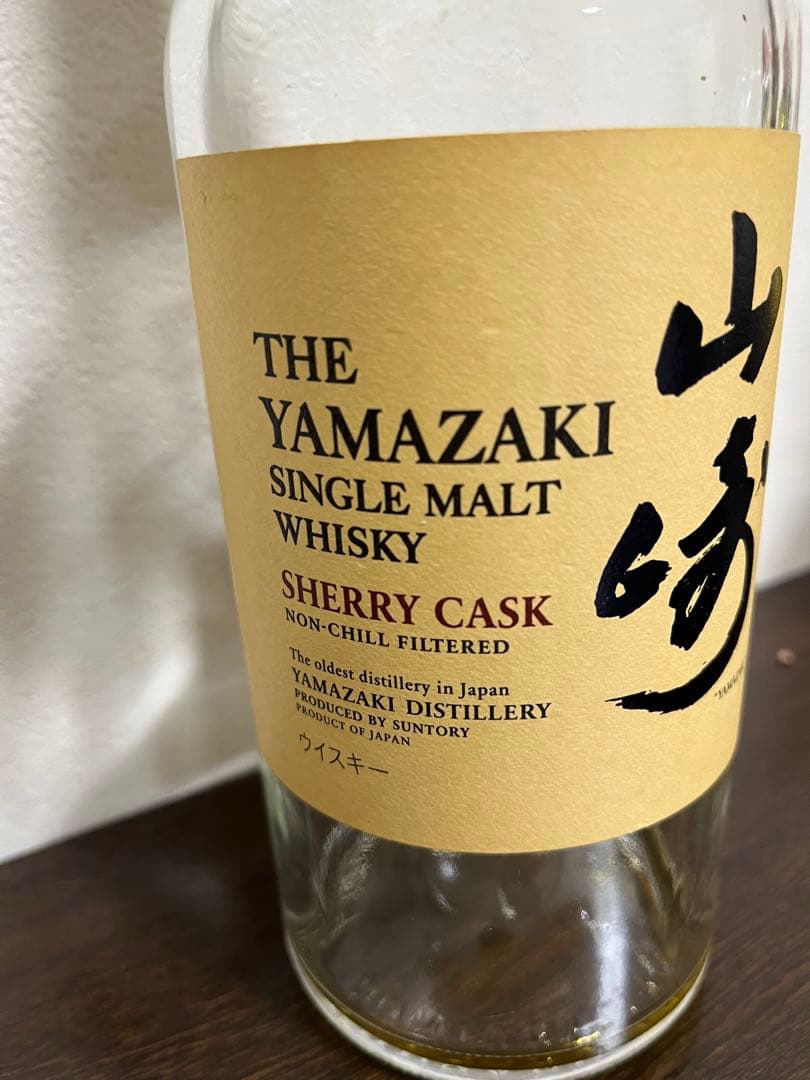 THE
YAMAZAKI
SINGLE MALT
WHISKY
SHERRY CASK
NON-CHILL FILTERED
The oldest distillery in Japan
YAMAZAKI DISTILLERY
PRODUCED BY SUNTORY
PRODUCT OF JAPAN
ウイスキー
山崎